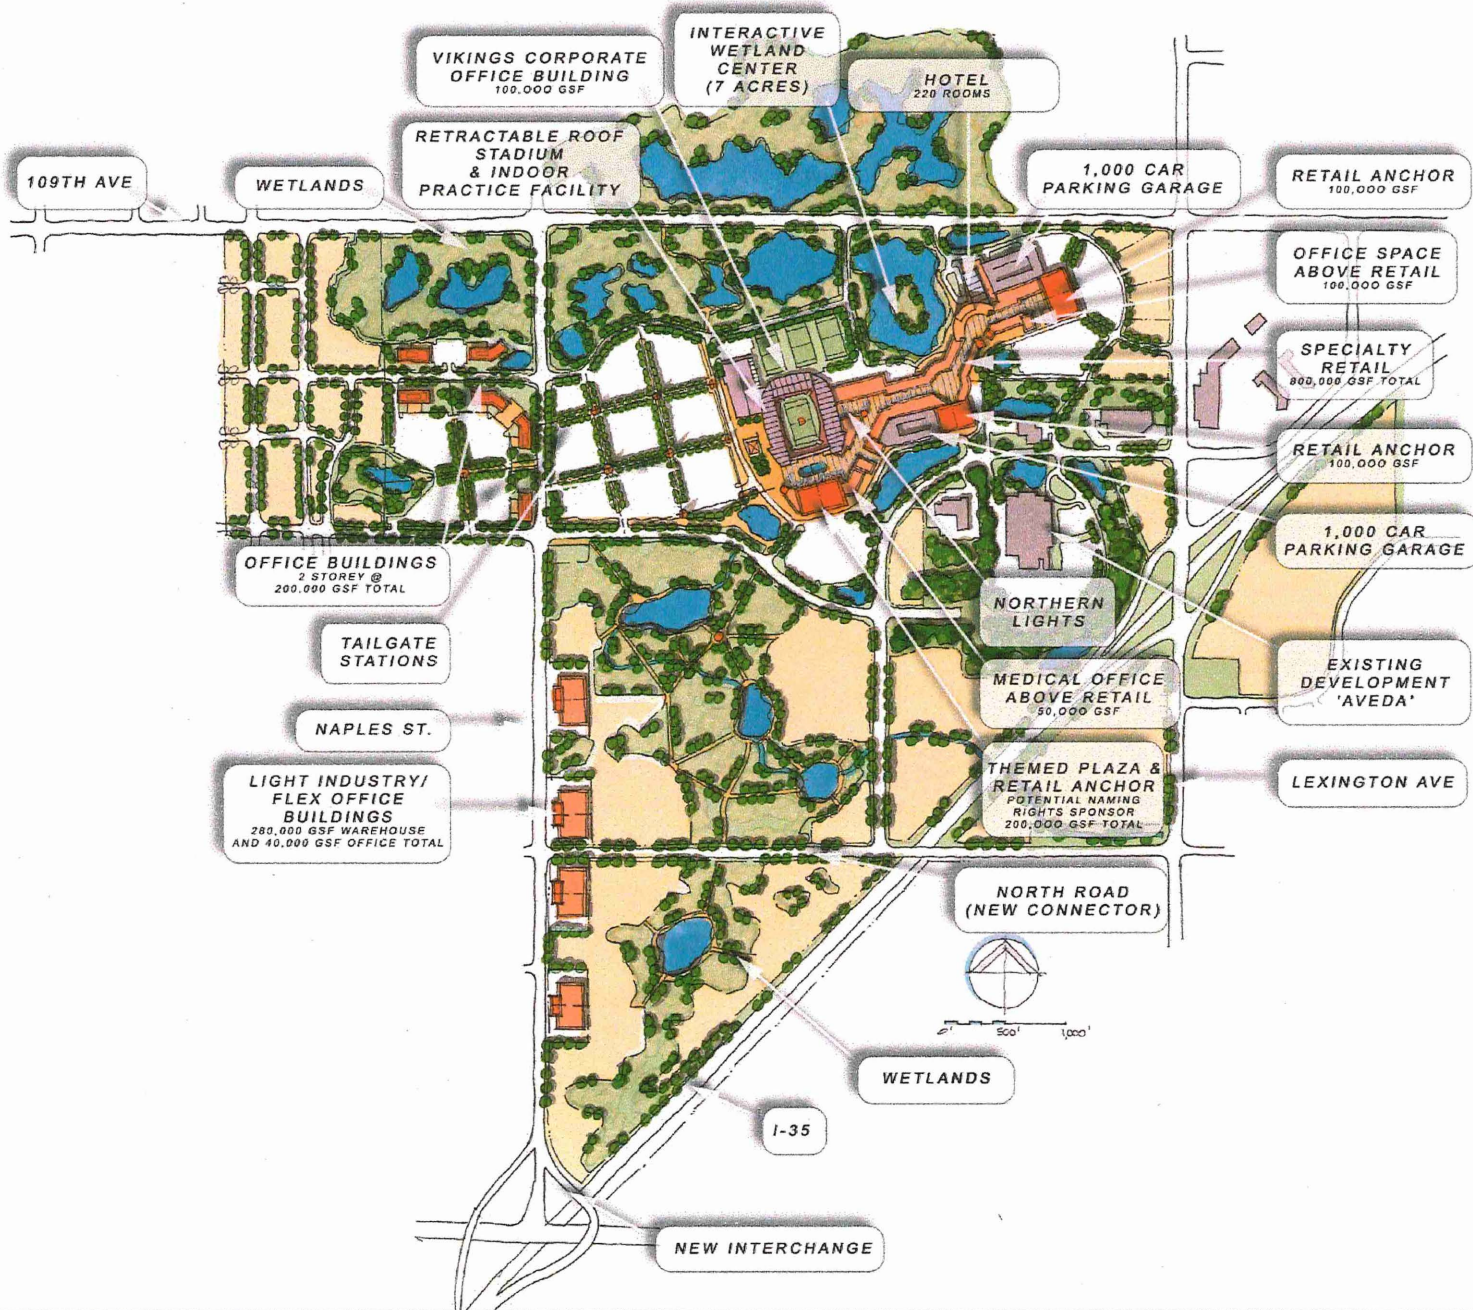 VIKINGS CORPORATE
OFFICE BUILDING
100,000 GSF
INTERACTIVE
WETLAND
CENTER
(7 ACRES)
HOTEL
220 ROOMS
RETRACTABLE ROOF
STADIUM
& INDOOR
PRACTICE FACILITY
109TH AVE
WETLANDS
1,000 CAR
PARKING GARAGE
RETAIL ANCHOR
100,000 GSF
OFFICE SPACE
ABOVE RETAIL
100,000 GSF
SPECIALTY
RETAIL
800,000 GSF TOTAL
RETAIL ANCHOR
100,000 GSF
1,000 CAR
PARKING GARAGE
OFFICE BUILDINGS
2 STOREY @
200,000 GSF TOTAL
NORTHERN
LIGHTS
TAILGATE
STATIONS
MEDICAL OFFICE
ABOVE RETAIL
50,000 GSF
EXISTING
DEVELOPMENT
'AVEDA'
NAPLES ST.
LIGHT INDUSTRY/
FLEX OFFICE
BUILDINGS
280,000 GSF WAREHOUSE
AND 40,000 GSF OFFICE TOTAL
THEMED PLAZA &
RETAIL ANCHOR
POTENTIAL NAMING
RIGHTS SPONSOR
200,000 GSF TOTAL
LEXINGTON AVE
NORTH ROAD
(NEW CONNECTOR)
0' 500' 1,000'
WETLANDS
I-35
NEW INTERCHANGE